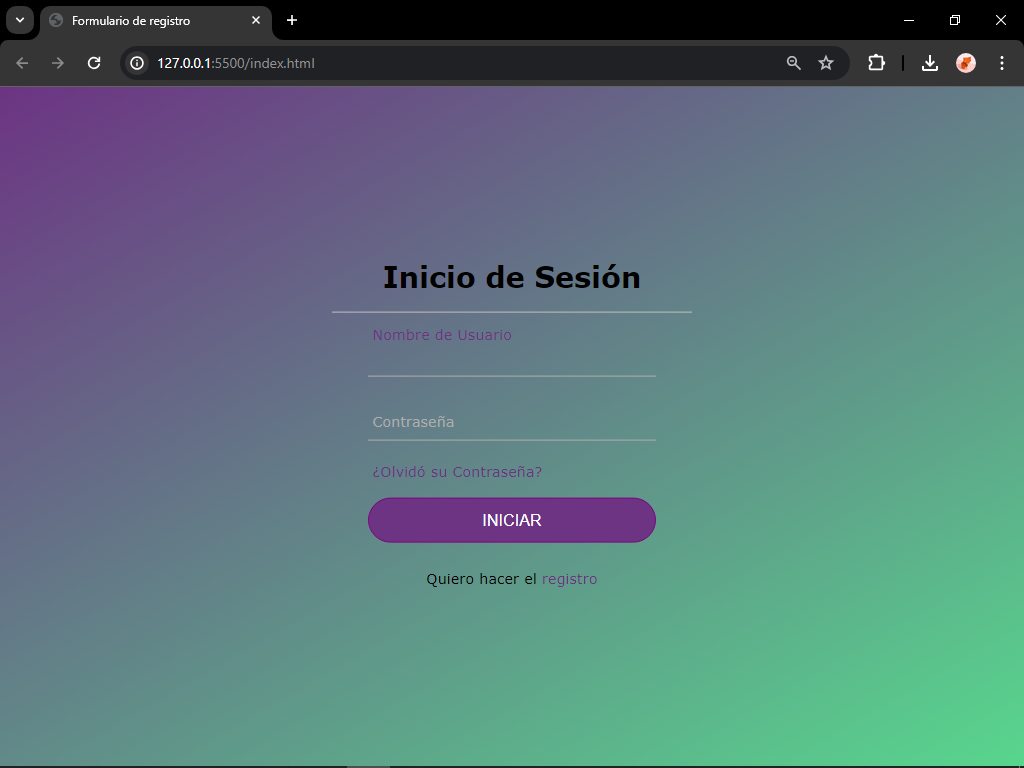 Formulario de registro
127.0.0.1:5500/index.html
Inicio de Sesión
Nombre de Usuario
Contraseña
¿Olvidó su Contraseña?
INICIAR
Quiero hacer el registro